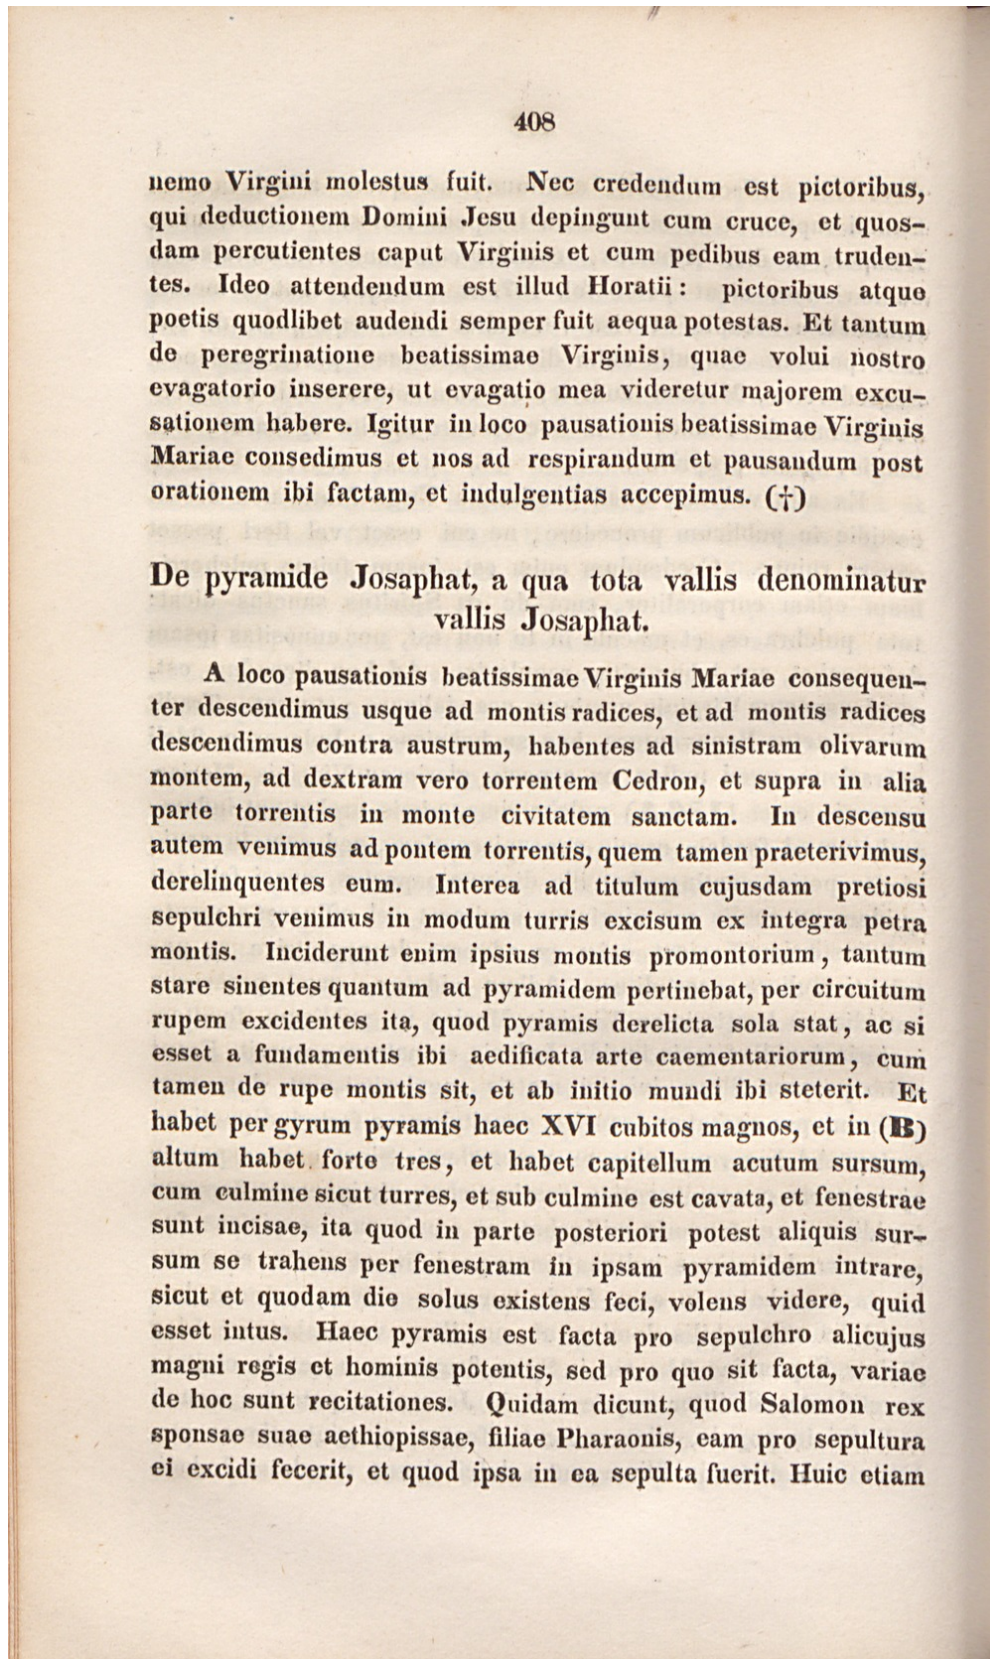 408
nemo Virgini molestus fuit. Nec credendum est pictoribus,
qui deductionem Domini Jesu depingunt cum cruce, et quos-
dam percutientes caput Virginis et cum pedibus eam truden-
tes. Ideo attendendum est illud Horatii: pictoribus atque
poetis quodlibet audendi semper fuit aequa potestas. Et tantum
de peregrinatione beatissimae Virginis, quae volui nostro
evagatorio inserere, ut evagatio mea videretur majorem excu-
sationem habere. Igitur in loco pausationis beatissimae Virginis
Mariae consedimus et nos ad respirandum et pausandum post
orationem ibi factam, et indulgentias accepimus. (†)
De pyramide Josaphat, a qua tota vallis denominatur
vallis Josaphat.
A loco pausationis beatissimae Virginis Mariae consequen-
ter descendimus usque ad montis radices, et ad montis radices
descendimus contra austrum, habentes ad sinistram olivarum
montem, ad dextram vero torrentem Cedron, et supra in alia
parte torrentis in monte civitatem sanctam. In descensu
autem venimus ad pontem torrentis, quem tamen praeterivimus,
derelinquentes eum. Interea ad titulum cujusdam pretiosi
sepulchri venimus in modum turris excisum ex integra petra
montis. Inciderunt enim ipsius montis promontorium, tantum
stare sinentes quantum ad pyramidem pertinebat, per circuitum
rupem excidentes ita, quod pyramis derelicta sola stat, ac si
esset a fundamentis ibi aedificata arte caementariorum, cum
tamen de rupe montis sit, et ab initio mundi ibi steterit. Et
habet per gyrum pyramis haec XVI cubitos magnos, et in (B)
altum habet forte tres, et habet capitellum acutum sursum,
cum culmine sicut turres, et sub culmine est cavata, et fenestrae
sunt incisae, ita quod in parte posteriori potest aliquis sur-
sum se trahens per fenestram in ipsam pyramidem intrare,
sicut et quodam die solus existens feci, volens videre, quid
esset intus. Haec pyramis est facta pro sepulchro alicujus
magni regis et hominis potentis, sed pro quo sit facta, variae
de hoc sunt recitationes. Quidam dicunt, quod Salomon rex
sponsae suae aethiopissae, filiae Pharaonis, eam pro sepultura
ei excidi fecerit, et quod ipsa in ea sepulta fuerit. Huic etiam